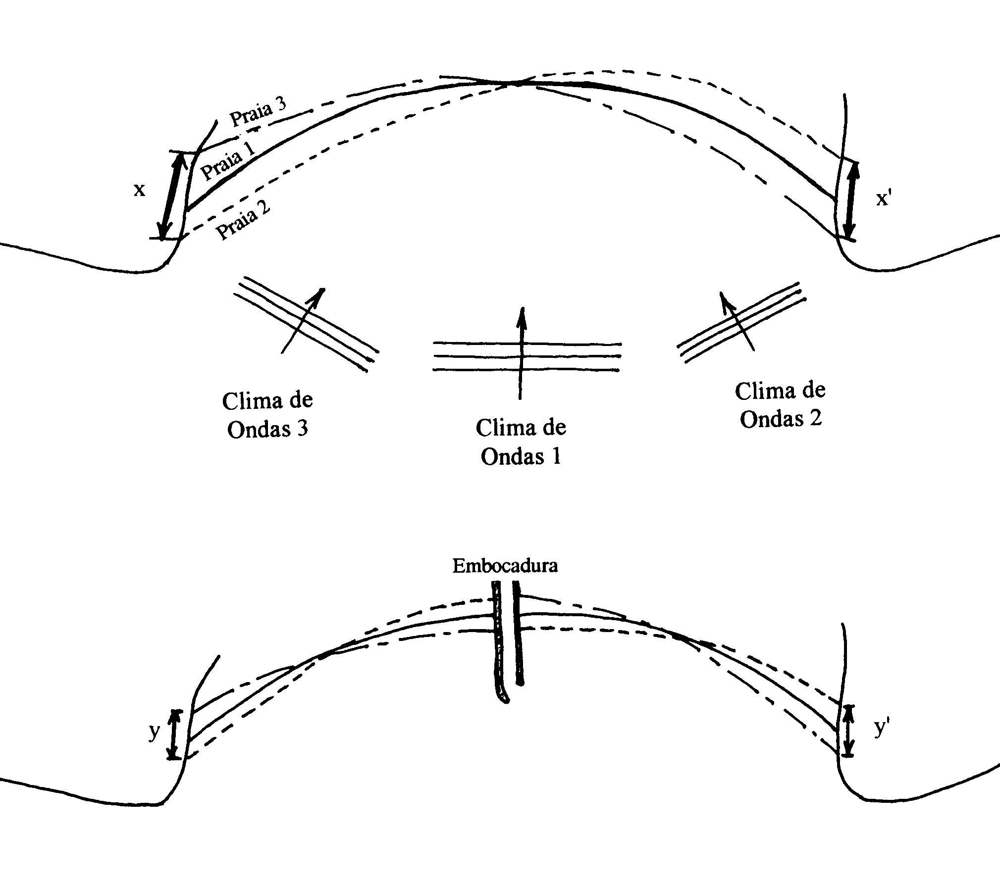 Praia 3
Praia 1
Praia 2
x
x'
Clima de
Ondas 3
Clima de
Ondas 1
Clima de
Ondas 2
Embocadura
y
y'